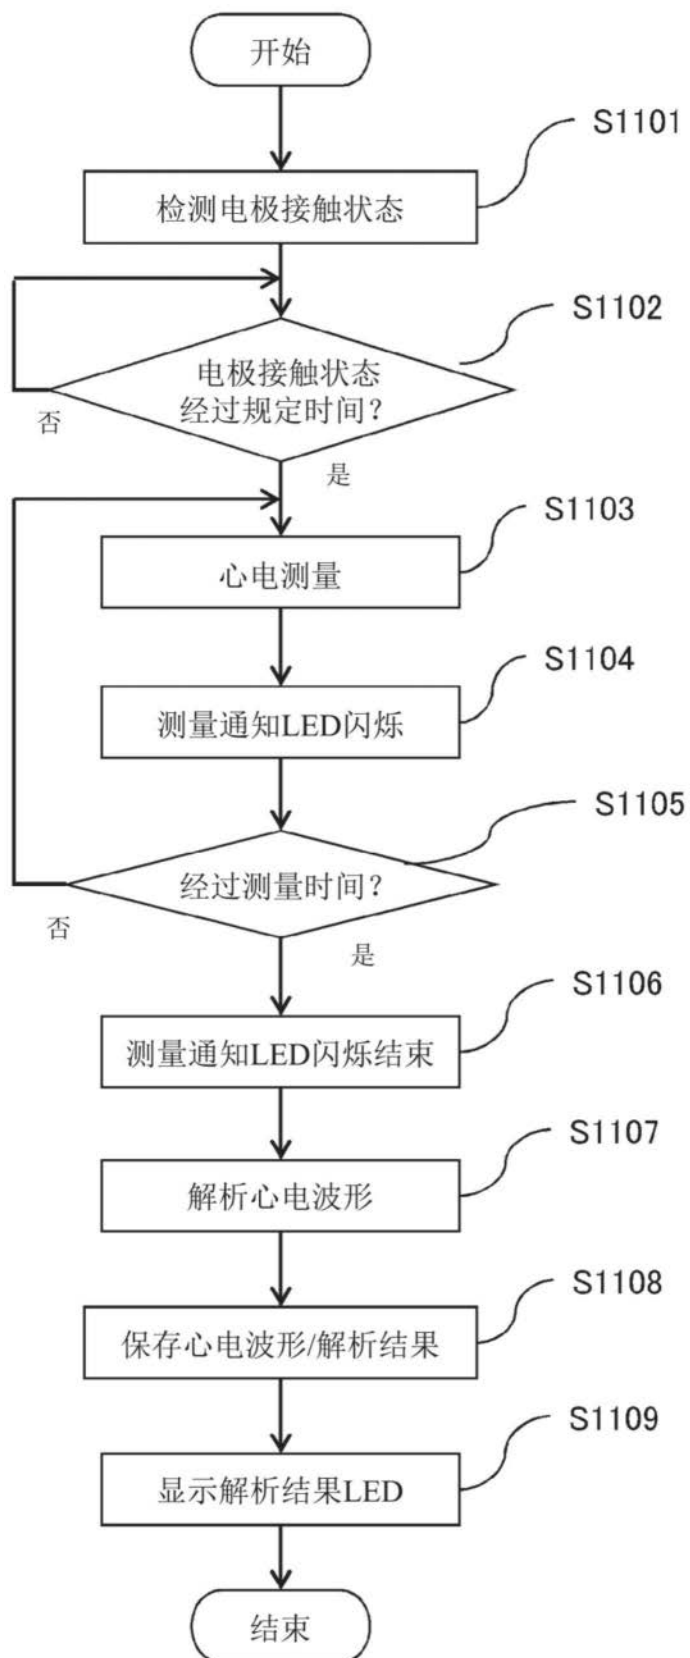 开始
S1101
检测电极接触状态
S1102
电极接触状态
经过规定时间？
否
是
S1103
心电测量
S1104
测量通知LED闪烁
S1105
经过测量时间？
否
是
S1106
测量通知LED闪烁结束
S1107
解析心电波形
S1108
保存心电波形/解析结果
S1109
显示解析结果LED
结束